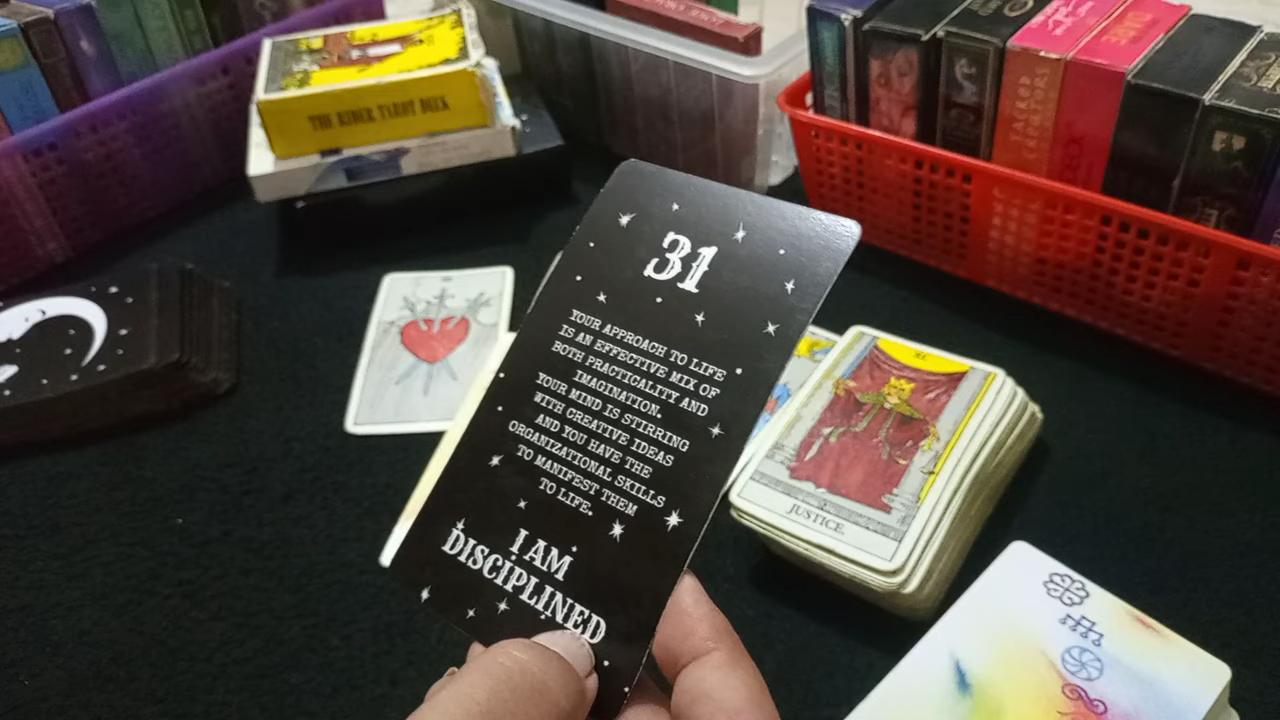 THE RIDER TAROT DECK
31
YOUR APPROACH TO LIFE
IS AN EFFECTIVE MIX OF
BOTH PRACTICALITY AND
IMAGINATION.
YOUR MIND IS STIRRING
WITH CREATIVE IDEAS
AND YOU HAVE THE
ORGANIZATIONAL SKILLS
TO MANIFEST THEM
TO LIFE.
I AM
DISCIPLINED
XI
JUSTICE.